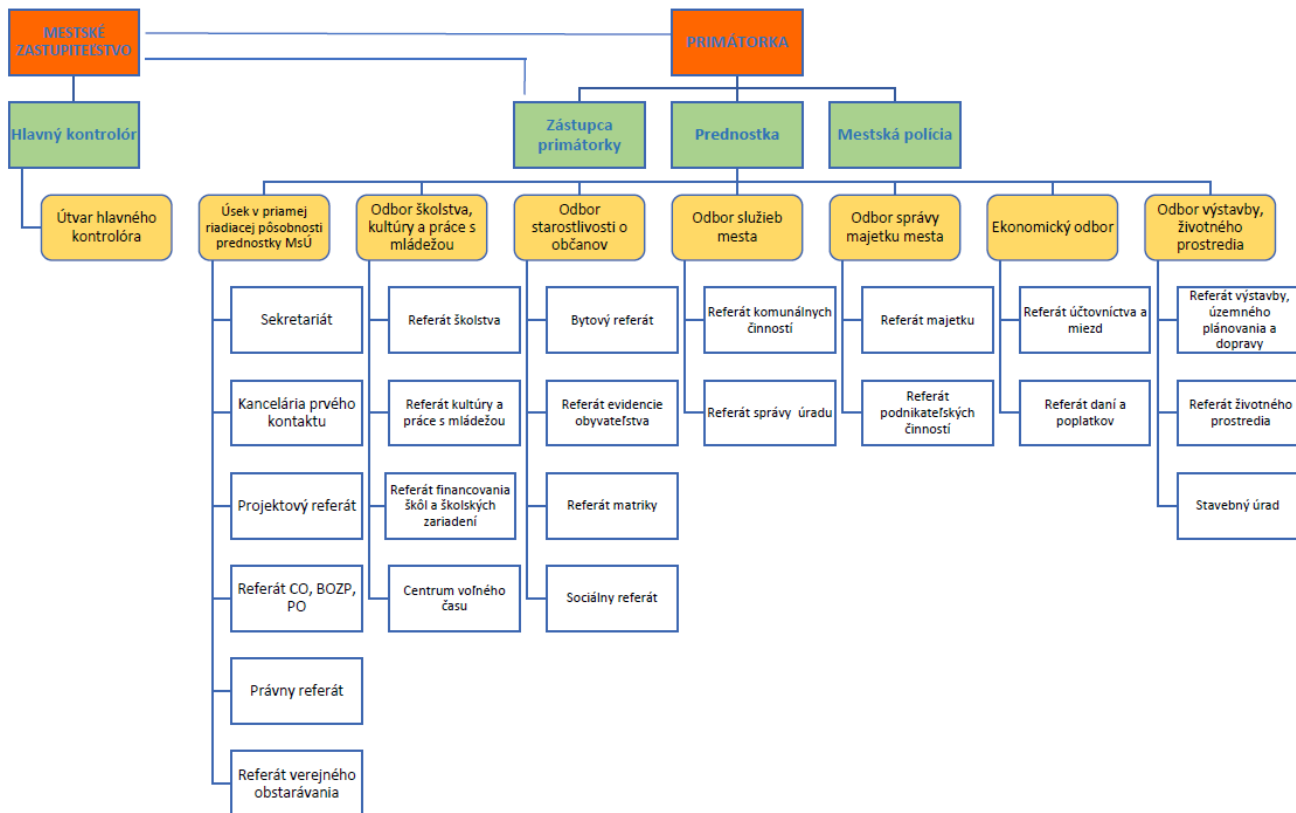 MESTSKÉ
ZASTUPITEĽSTVO
PRIMÁTORKA
Hlavný kontrolór
Zástupca
primátorky
Prednostka
Mestská polícia
Útvar hlavného
kontrolóra
Úsek v priamej
riadiacej pôsobnosti
prednostky MsÚ
Odbor školstva,
kultúry a práce s
mládežou
Odbor
starostlivosti o
občanov
Odbor služieb
mesta
Odbor správy
majetku mesta
Ekonomický odbor
Odbor výstavby,
životného
prostredia
Sekretariát
Referát školstva
Bytový referát
Referát komunálnych
činností
Referát majetku
Referát účtovníctva a
miezd
Referát výstavby,
územného
plánovania a
dopravy
Kancelária prvého
kontaktu
Referát kultúry a
práce s mládežou
Referát evidencie
obyvateľstva
Referát správy úradu
Referát
podnikateľských
činností
Referát daní a
poplatkov
Referát životného
prostredia
Projektový referát
Referát financovania
škôl a školských
zariadení
Referát matriky
Stavebný úrad
Referát CO, BOZP,
PO
Centrum voľného
času
Sociálny referát
Právny referát
Referát verejného
obstarávania